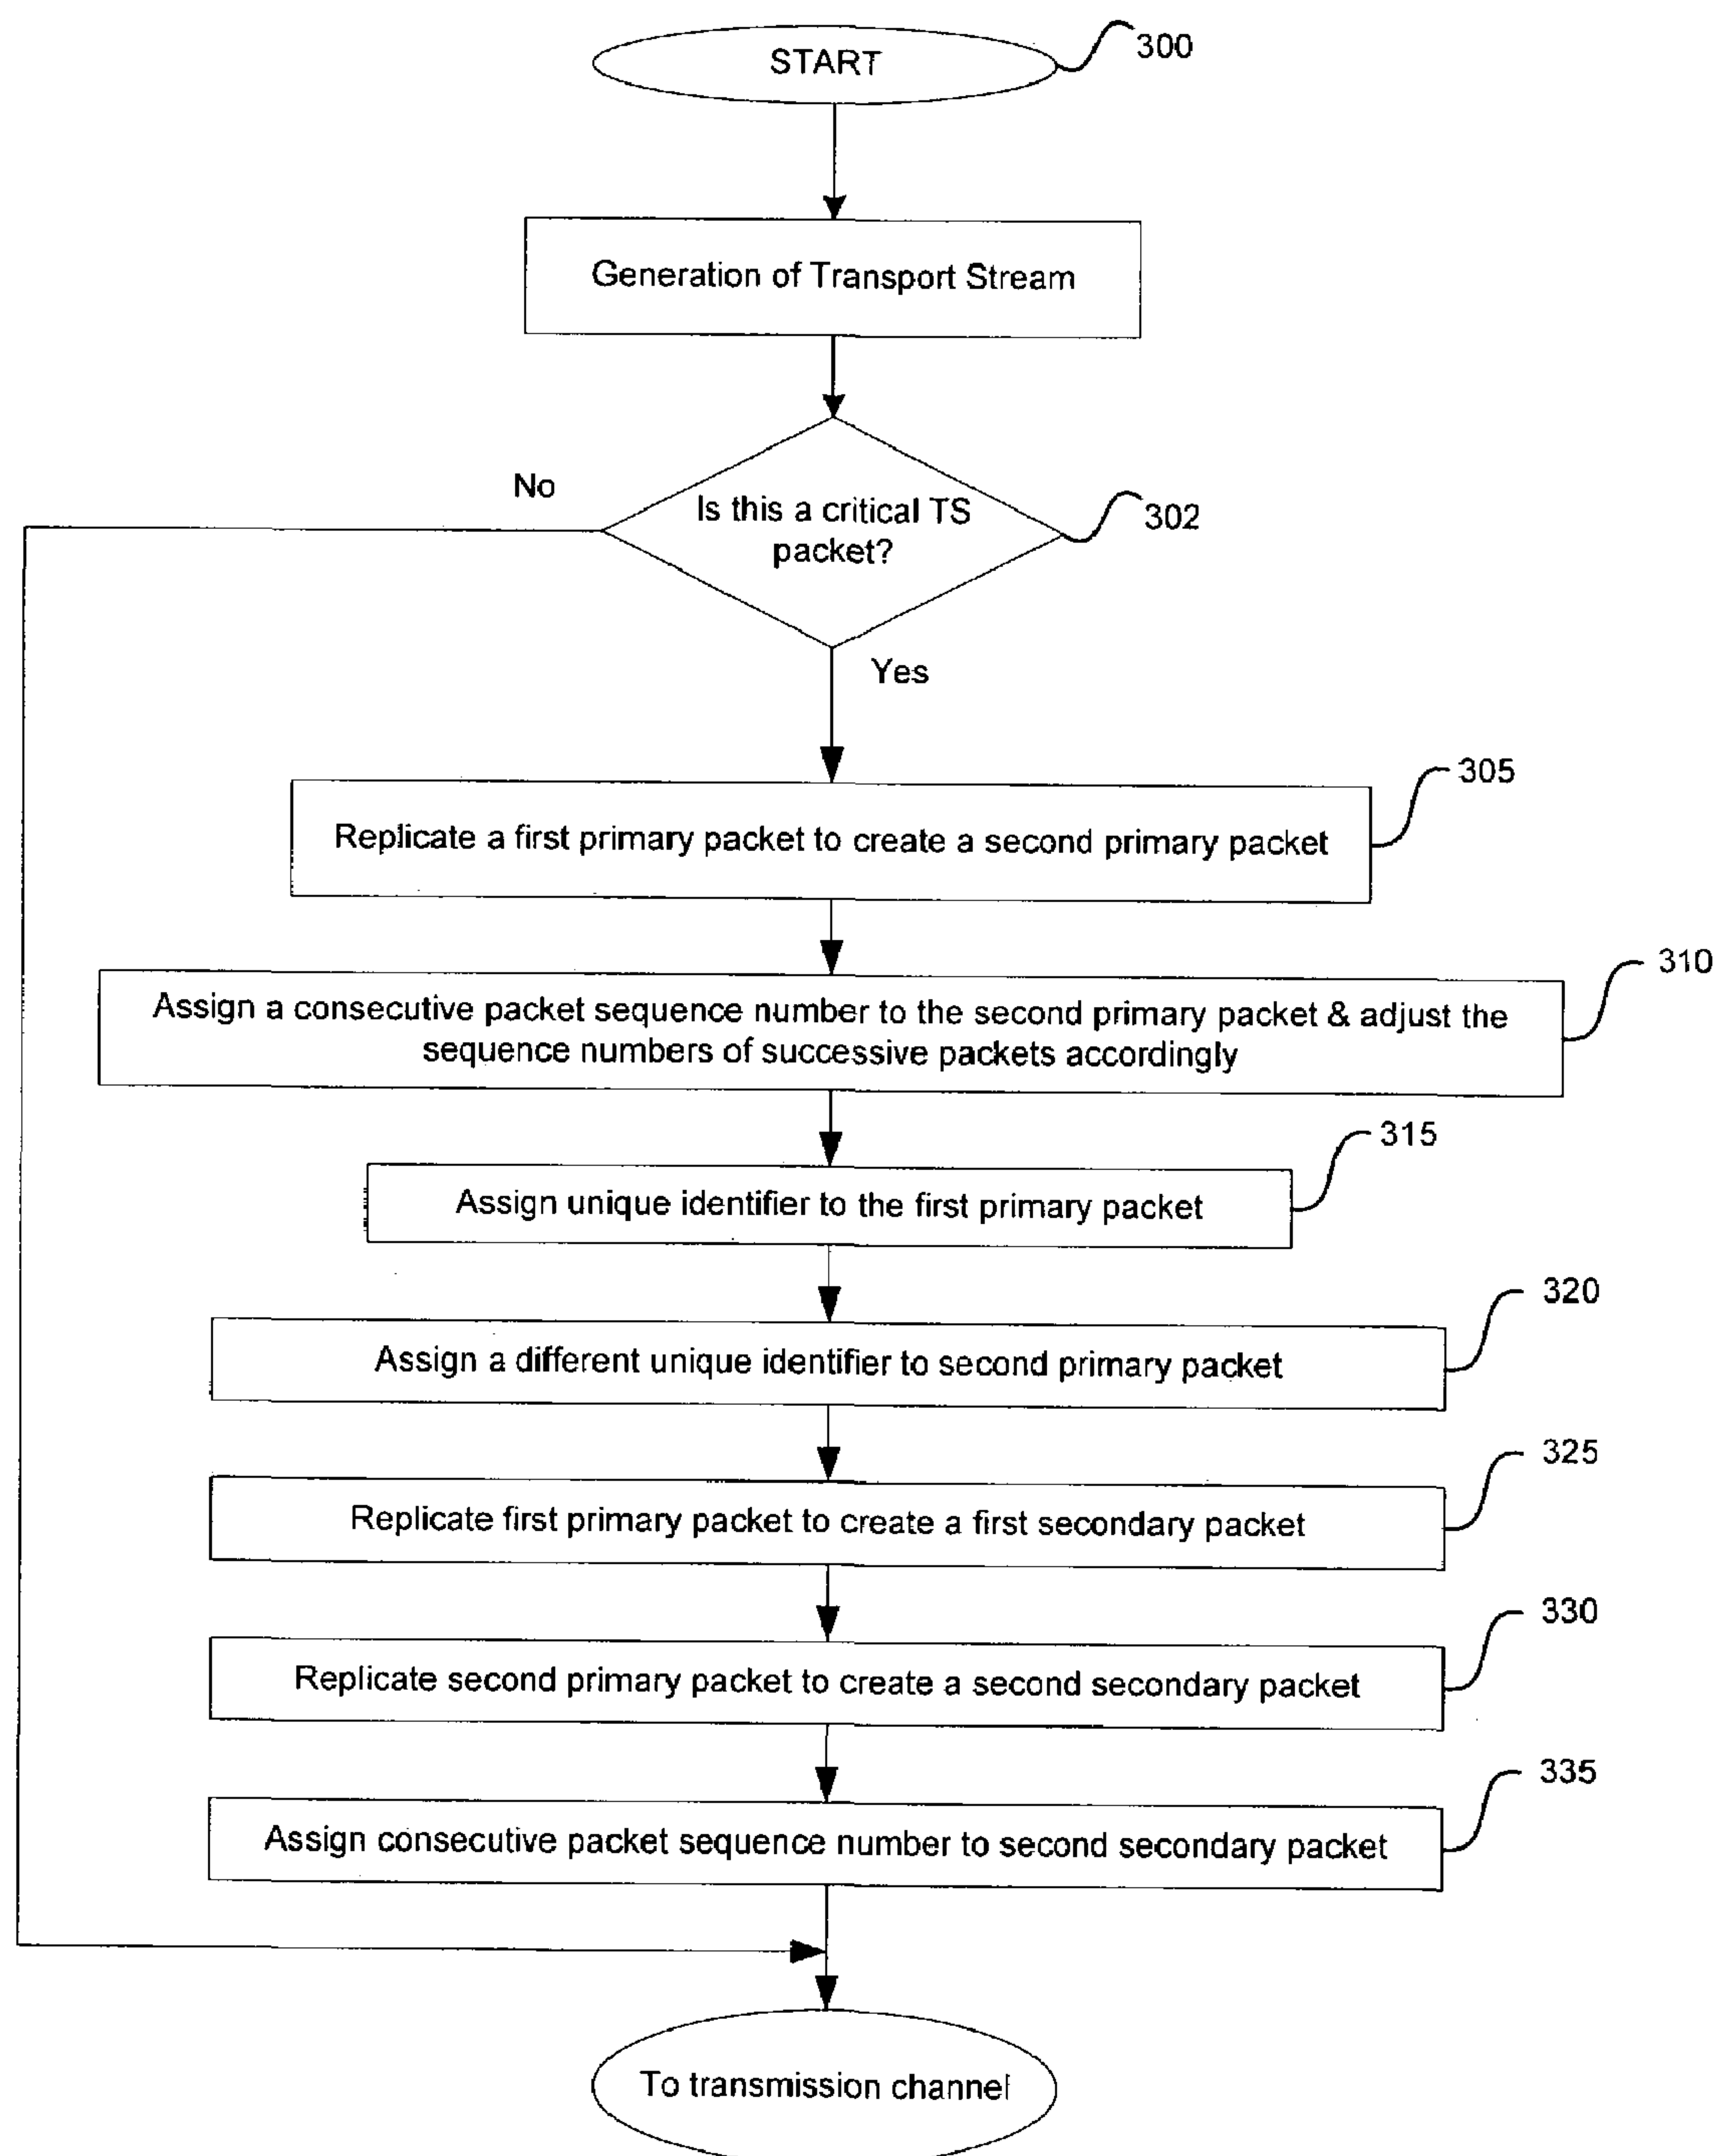 START
300
Generation of Transport Stream
No
Is this a critical TS
packet?
302
Yes
305
Replicate a first primary packet to create a second primary packet
310
Assign a consecutive packet sequence number to the second primary packet & adjust the
sequence numbers of successive packets accordingly
315
Assign unique identifier to the first primary packet
320
Assign a different unique identifier to second primary packet
325
Replicate first primary packet to create a first secondary packet
330
Replicate second primary packet to create a second secondary packet
335
Assign consecutive packet sequence number to second secondary packet
To transmission channel